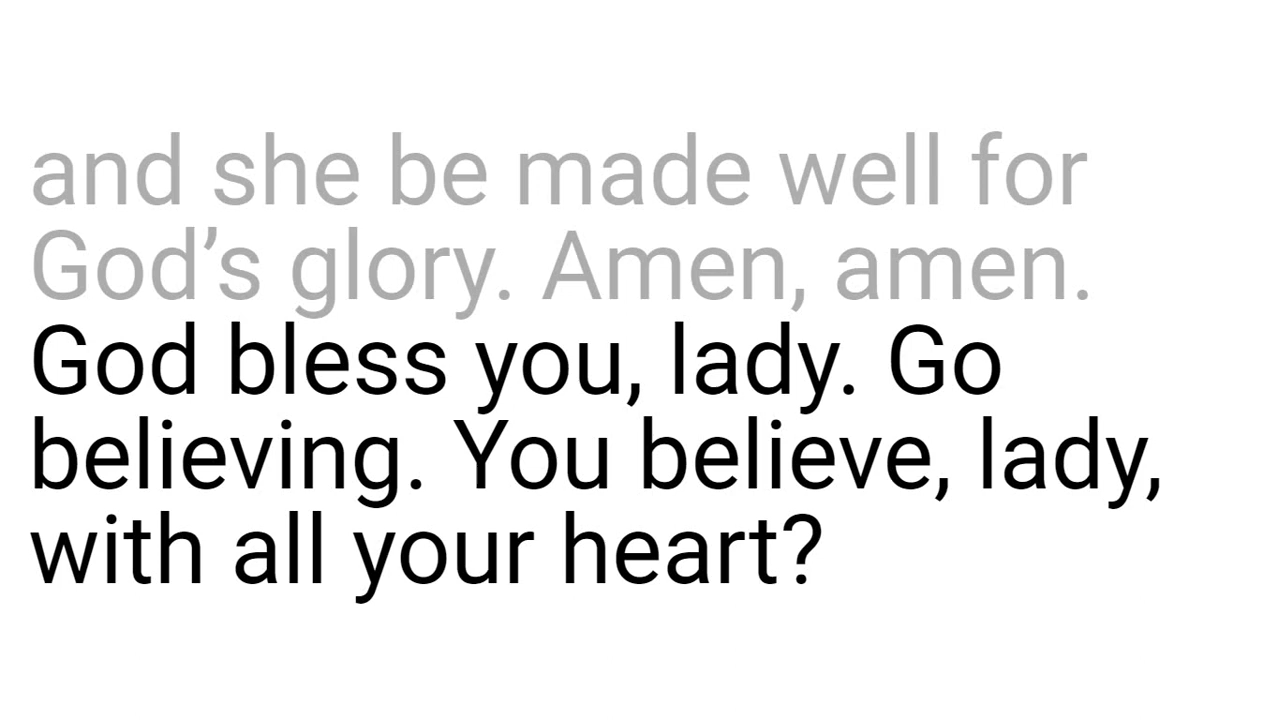 and she be made well for
God’s glory. Amen, amen.
God bless you, lady. Go
believing. You believe, lady,
with all your heart?